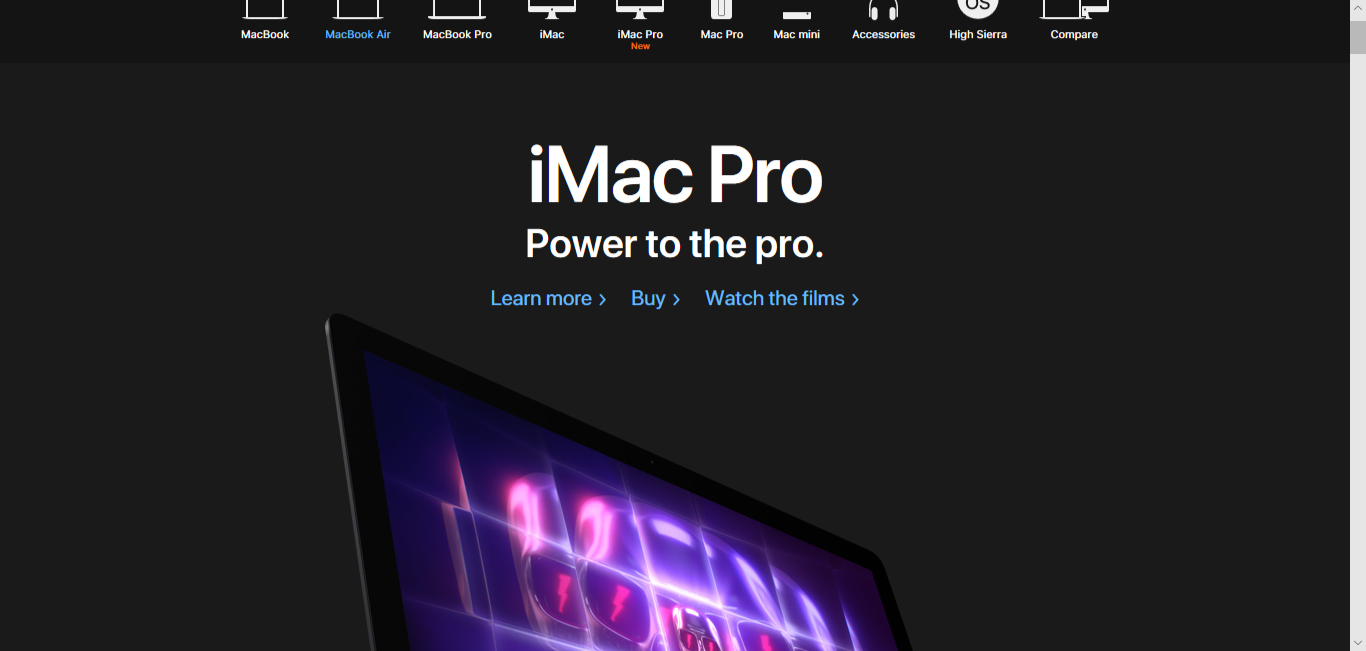 OS
MacBook MacBook Air MacBook Pro iMac iMac Pro Mac Pro Mac mini Accessories High Sierra Compare
New
iMac Pro
Power to the pro.
Learn more > Buy > Watch the films >